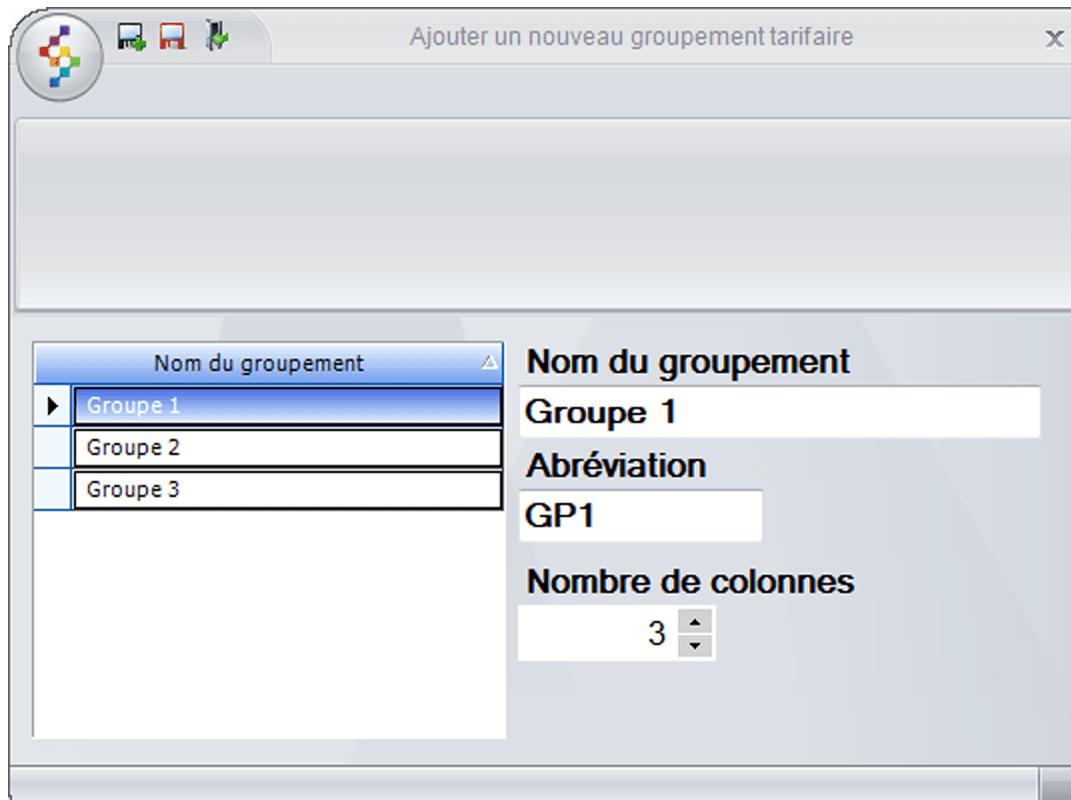 Ajouter un nouveau groupement tarifaire
Nom du groupement
Groupe 1
Groupe 2
Groupe 3
Nom du groupement
Groupe 1
Abréviation
GP1
Nombre de colonnes
3